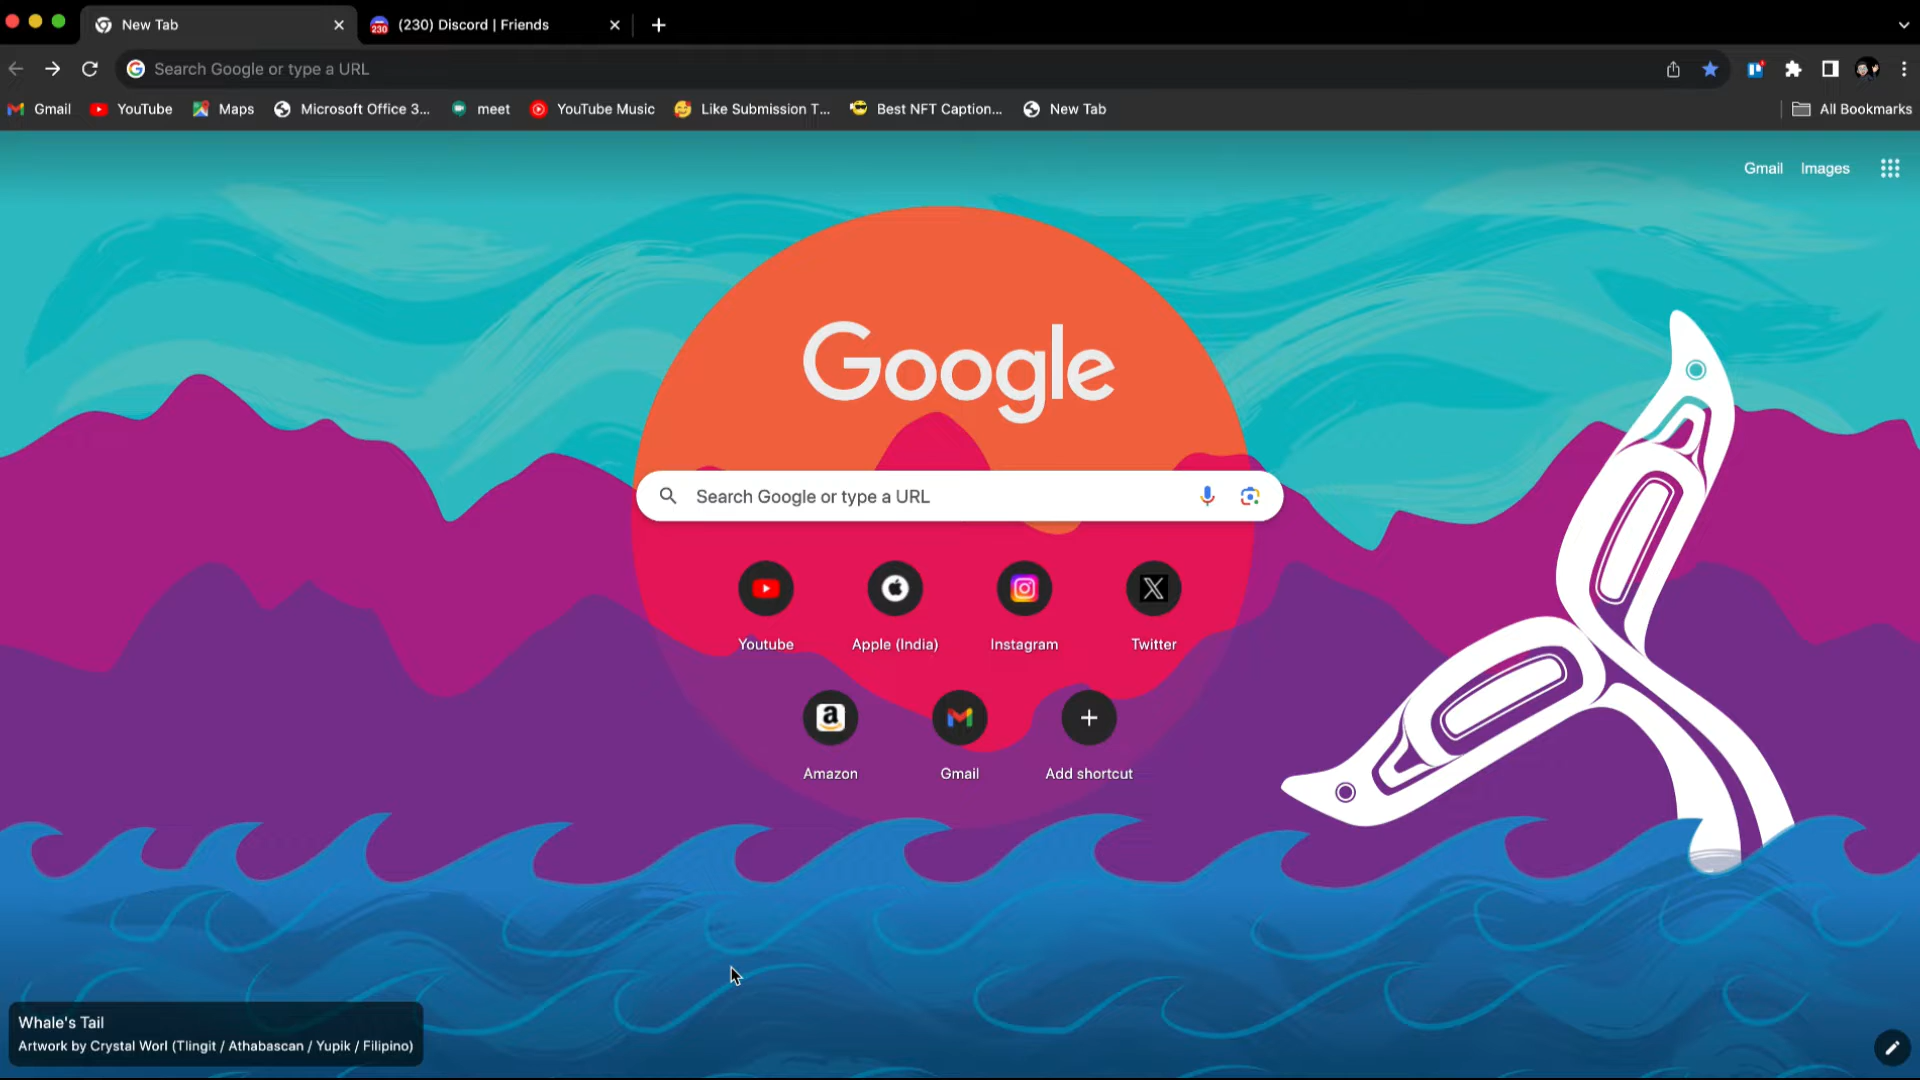 New Tab
230
(230) Discord | Friends
Search Google or type a URL
Gmail
YouTube
Maps
Microsoft Office 3...
meet
YouTube Music
Like Submission T...
Best NFT Caption...
New Tab
All Bookmarks
Gmail
Images
Google
Search Google or type a URL
Youtube
Apple (India)
Instagram
Twitter
Amazon
Gmail
Add shortcut
Whale's Tail
Artwork by Crystal Worl (Tlingit / Athabascan / Yupik / Filipino)